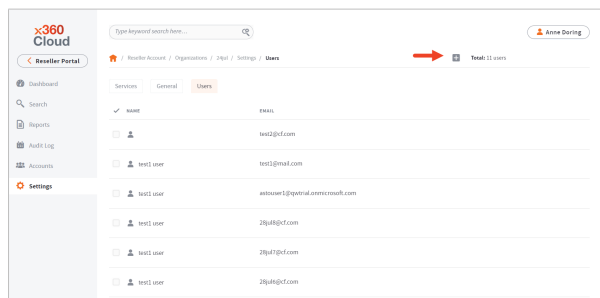 x360
Cloud
Type keyword search here...
Anne Doring
Reseller Portal
/ Reseller Account / Organizations / 14jul / Settings / Users
Total: 11 users
Dashboard
Search
Reports
Audit Log
Accounts
Settings
Services General Users
NAME EMAIL
test2@cf.com
test1 user test1@mail.com
test1 user astouser1@qwtrial.onmicrosoft.com
test1 user 28jul8@cf.com
test1 user 28jul7@cf.com
test1 user 28jul6@cf.com